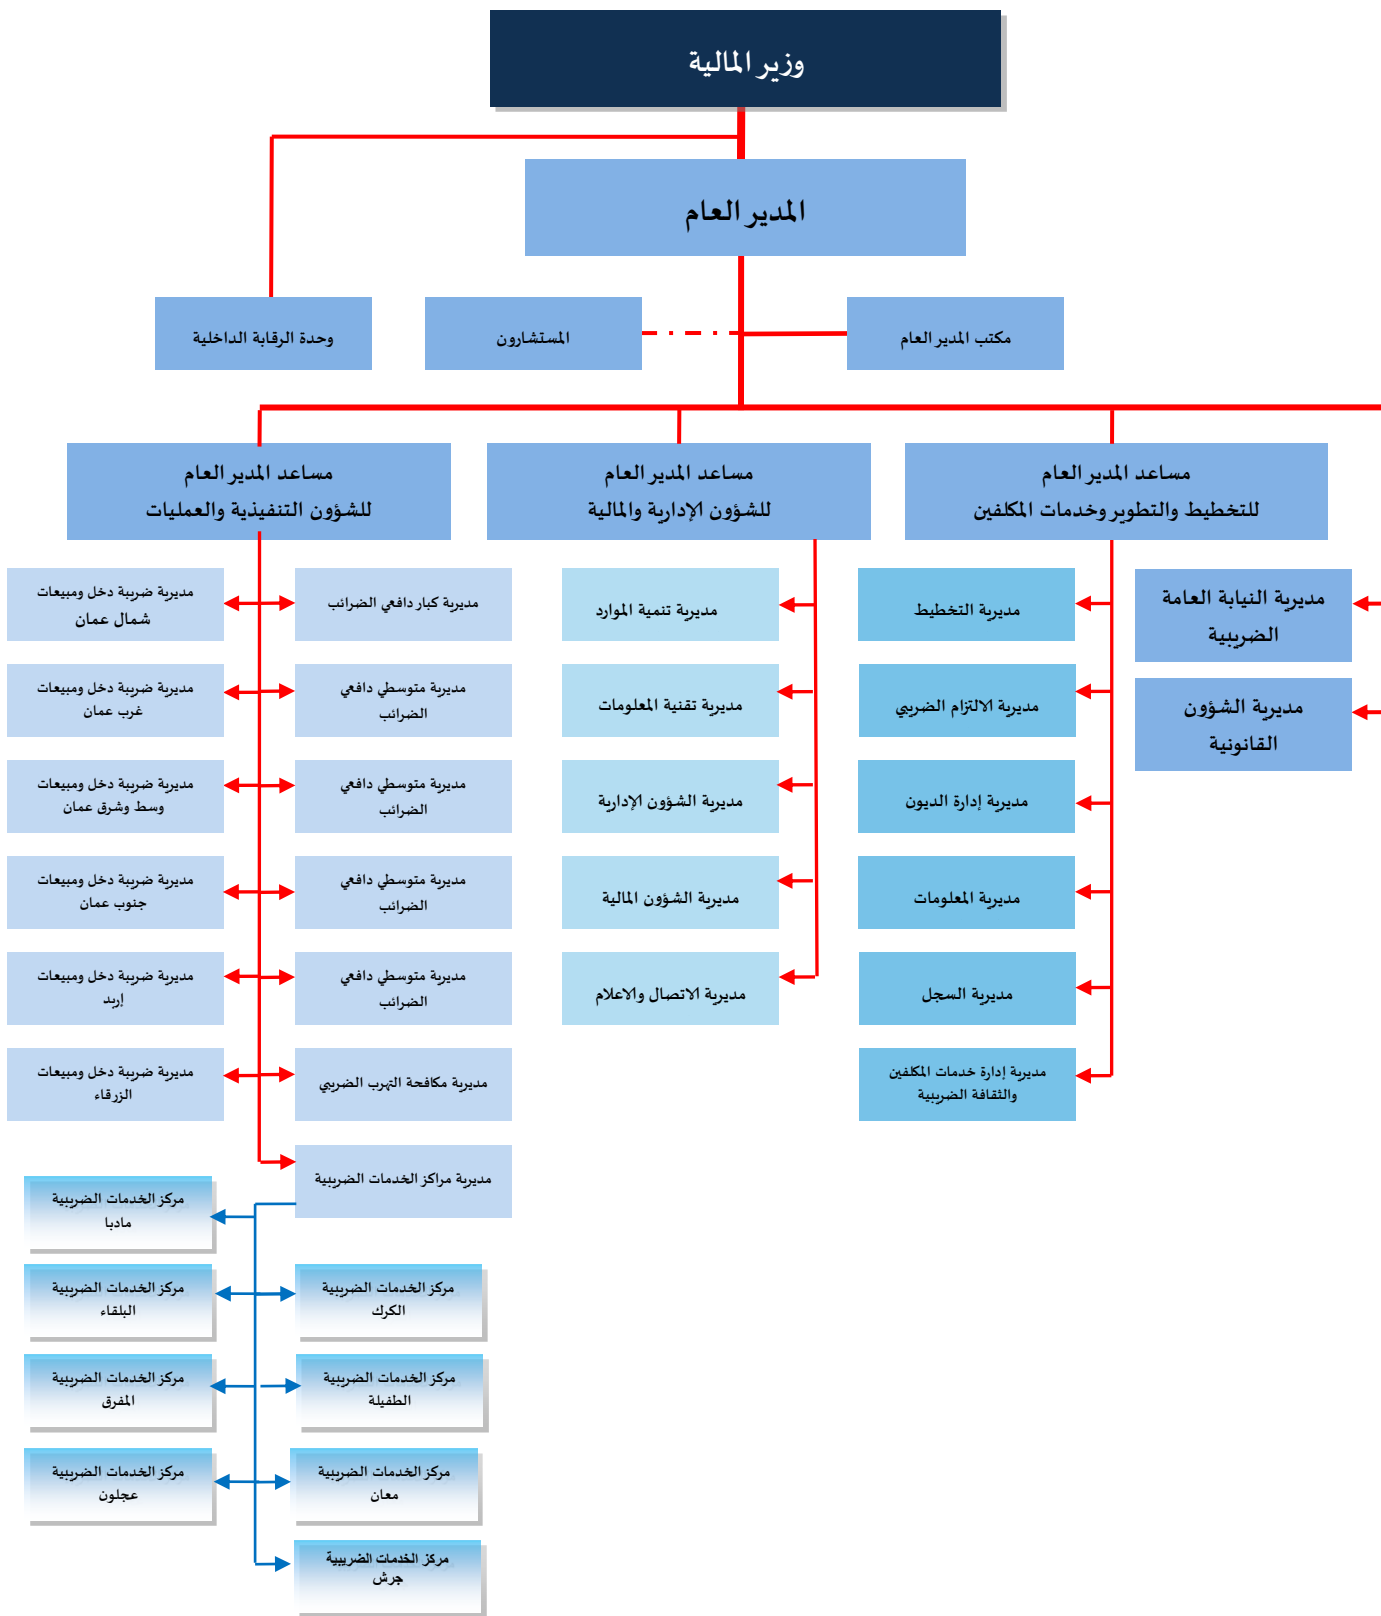 وزير المالية
المدير العام
مكتب المدير العام
المستشارون
وحدة الرقابة الداخلية
مساعد المدير العام
للتخطيط والتطوير وخدمات المكلفين
مساعد المدير العام
للشؤون الإدارية والمالية
مساعد المدير العام
للشؤون التنفيذية والعمليات
مديرية النيابة العامة
الضريبية
مديرية الشؤون
القانونية
مديرية التخطيط
مديرية الالتزام الضريبي
مديرية إدارة الديون
مديرية المعلومات
مديرية السجل
مديرية إدارة خدمات المكلفين
والثقافة الضريبية
مديرية تنمية الموارد
مديرية تقنية المعلومات
مديرية الشؤون الإدارية
مديرية الشؤون المالية
مديرية الاتصال والاعلام
مديرية كبار دافعي الضرائب
مديرية متوسطي دافعي
الضرائب
مديرية متوسطي دافعي
الضرائب
مديرية متوسطي دافعي
الضرائب
مديرية متوسطي دافعي
الضرائب
مديرية مكافحة التهرب الضريبي
مديرية مراكز الخدمات الضريبية
مديرية ضريبة دخل ومبيعات
شمال عمان
مديرية ضريبة دخل ومبيعات
غرب عمان
مديرية ضريبة دخل ومبيعات
وسط وشرق عمان
مديرية ضريبة دخل ومبيعات
جنوب عمان
مديرية ضريبة دخل ومبيعات
إربد
مديرية ضريبة دخل ومبيعات
الزرقاء
مركز الخدمات الضريبية
الكرك
مركز الخدمات الضريبية
الطفيلة
مركز الخدمات الضريبية
معان
مركز الخدمات الضريبية
جرش
مركز الخدمات الضريبية
مادبا
مركز الخدمات الضريبية
البلقاء
مركز الخدمات الضريبية
المفرق
مركز الخدمات الضريبية
عجلون